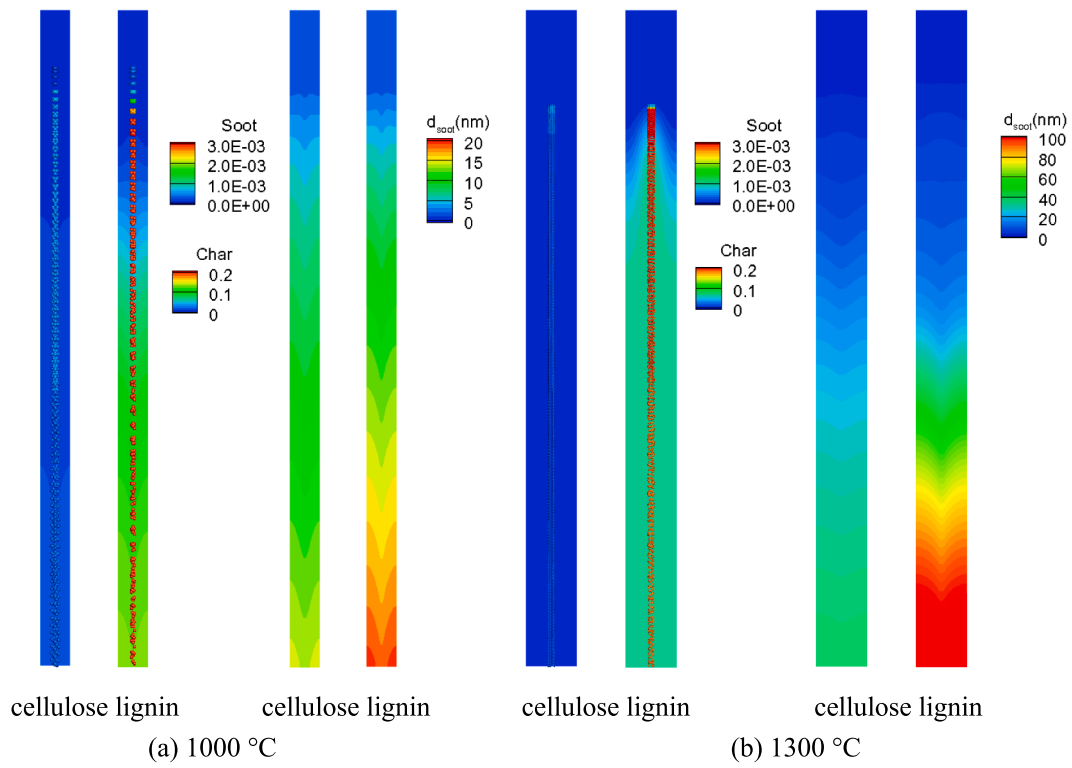 Soot
3.0E-03
2.0E-03
1.0E-03
0.0E+00
Char
0.2
0.1
0
d_soot(nm)
20
15
10
5
0
Soot
3.0E-03
2.0E-03
1.0E-03
0.0E+00
Char
0.2
0.1
0
d_soot(nm)
100
80
60
40
20
0
cellulose lignin
cellulose lignin
cellulose lignin
cellulose lignin
(a) 1000 °C
(b) 1300 °C